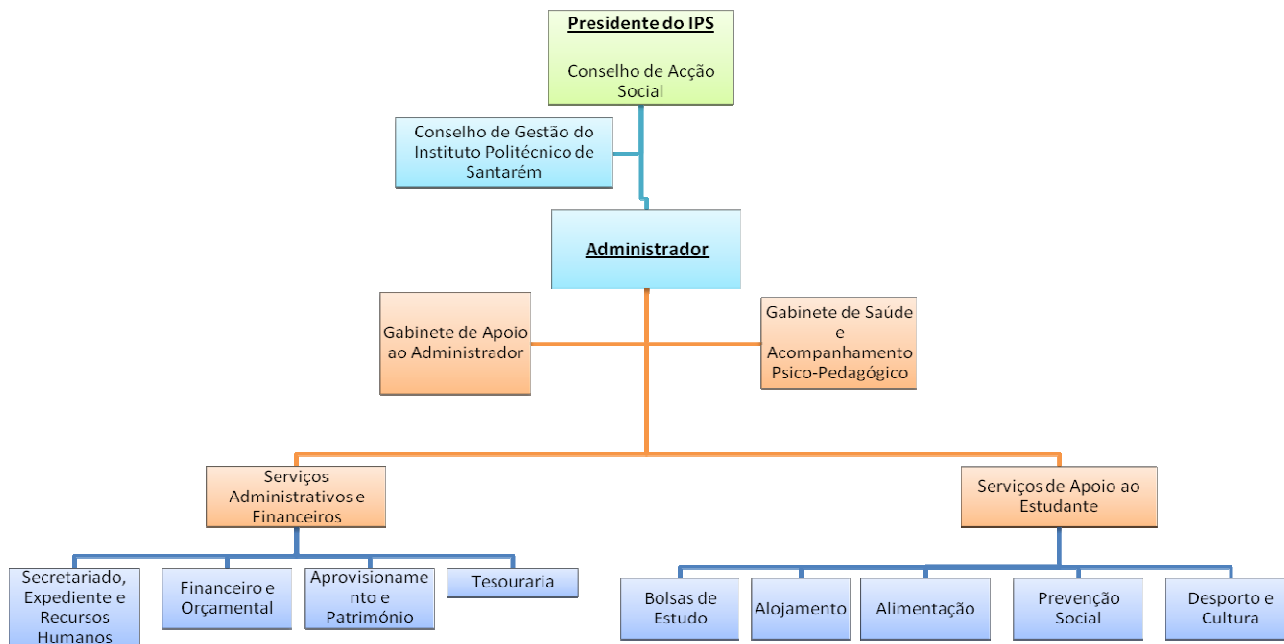 Presidente do IPS
Conselho de Acção
Social
Conselho de Gestão do
Instituto Politécnico de
Santarém
Administrador
Gabinete de Apoio
ao Administrador
Gabinete de Saúde
e
Acompanhamento
Psico-Pedagógico
Serviços
Administrativos e
Financeiros
Serviços de Apoio ao
Estudante
Secretariado,
Expediente e
Recursos
Humanos
Financeiro e
Orçamental
Aprovisioname
nto e
Património
Tesouraria
Bolsas de
Estudo
Alojamento
Alimentação
Prevenção
Social
Desporto e
Cultura